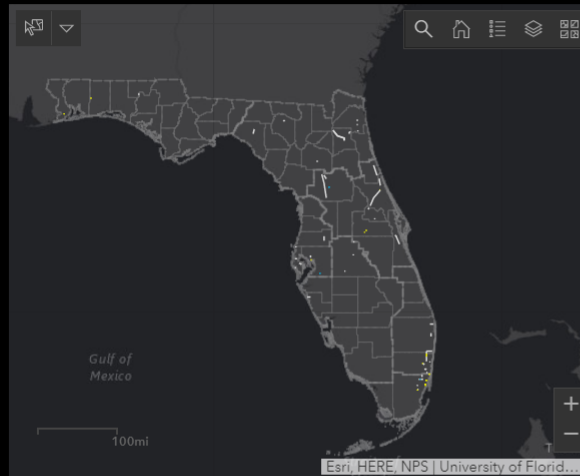 Gulf of
Mexico
100mi
T
Esri, HERE, NPS | University of Florid...